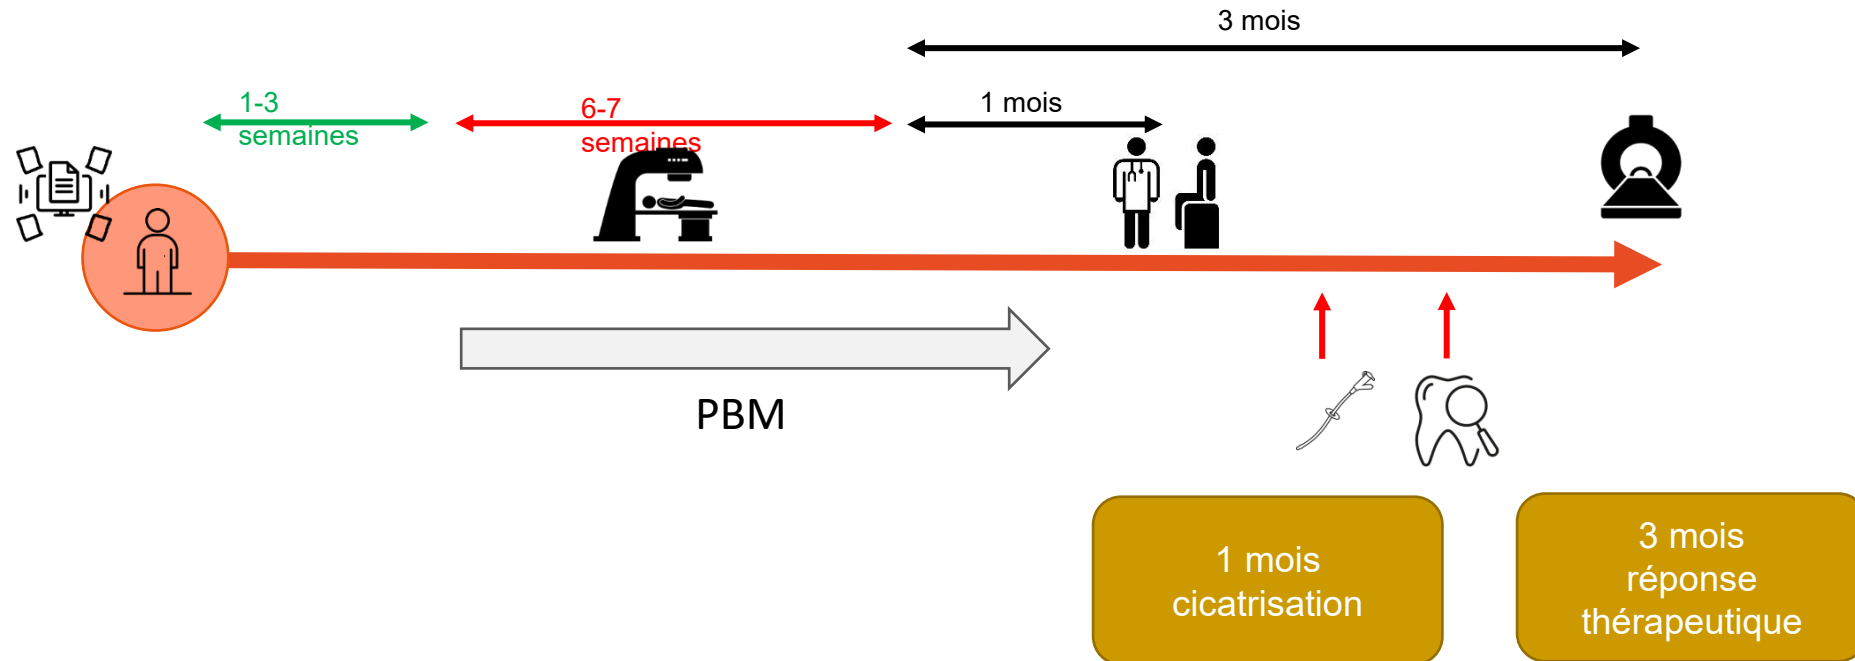 3 mois
1-3
semaines
6-7
semaines
1 mois
PBM
1 mois
cicatrisation
3 mois
réponse
thérapeutique